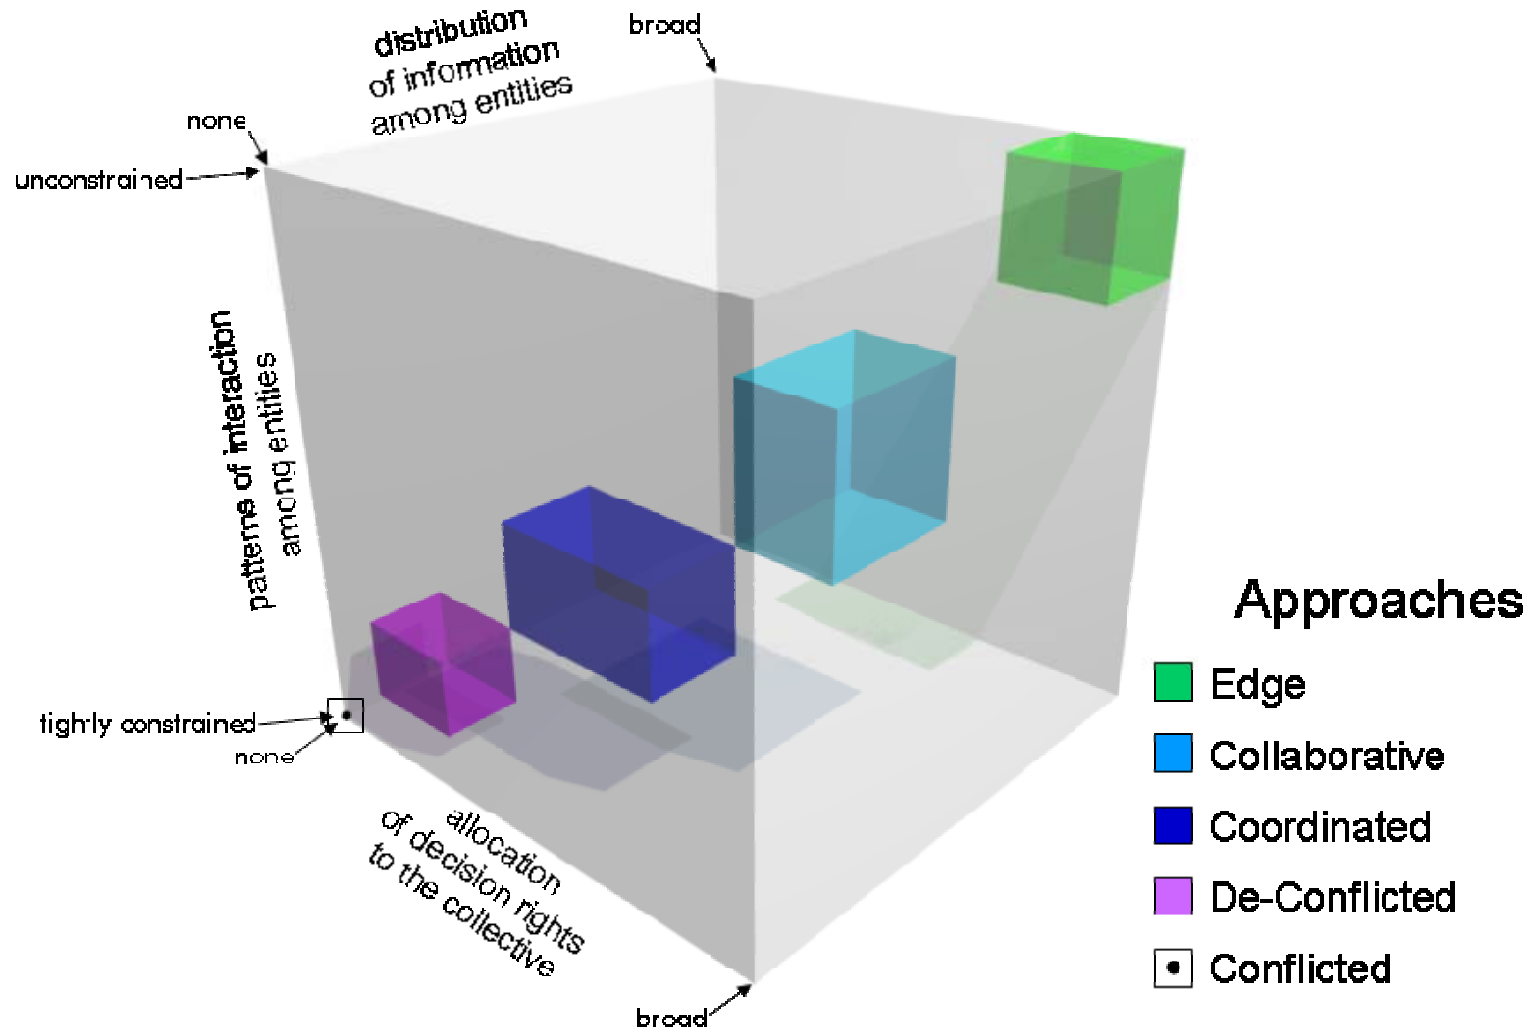 distribution
of information
among entities
broad
none
unconstrained
patterns of interaction
among entities
tightly constrained
none
allocation
of decision rights
to the collective
broad
Approaches
Edge
Collaborative
Coordinated
De-Conflicted
Conflicted